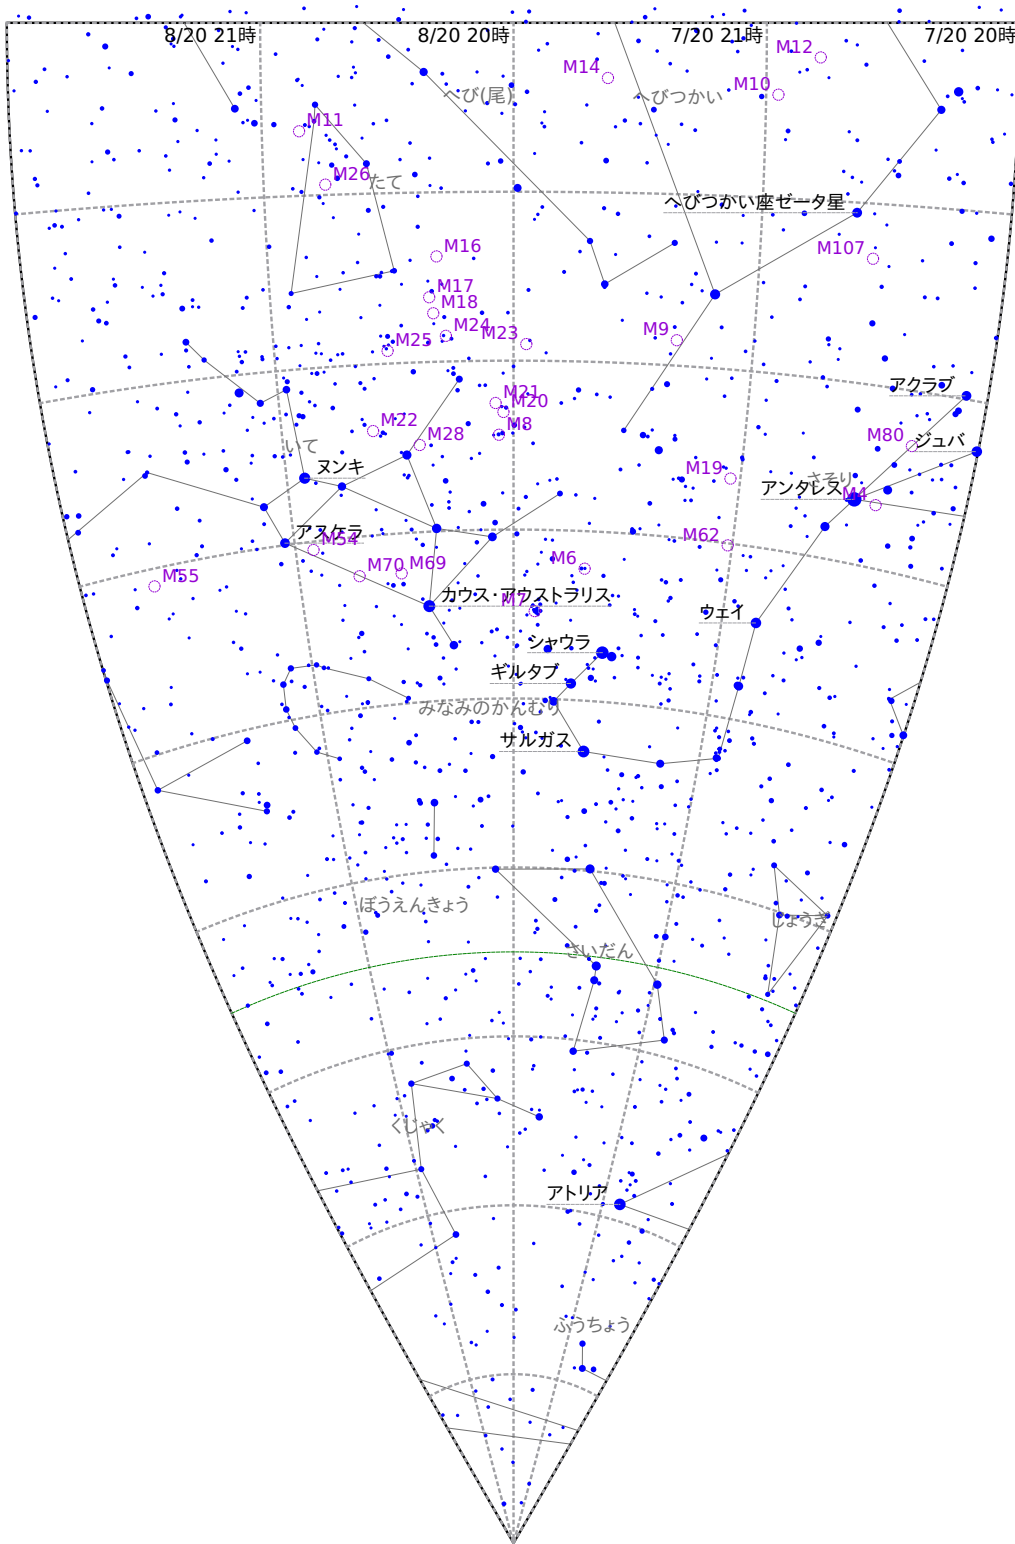 8/20 21時
8/20 20時
7/20 21時
7/20 20時
M12
M14
M10
へび(尾)
へびつかい
M11
M26
たて
へびつかい座ゼータ星
M16
M107
M17
M18
M24
M23
M9
M25
アクラブ
M21
M20
M22
M8
M28
M80
ジュバ
いて
ヌンキ
M19
さそり
アンタレス
M4
アスケラ
M54
M62
M55
M70
M69
M6
カウス・アウストラリス
M7
ウェイ
シャウラ
ギルタブ
みなみのかんむり
サルガス
ぼうえんきょう
しょうぎ
さいだん
くじゃく
アトリア
ふうちょう